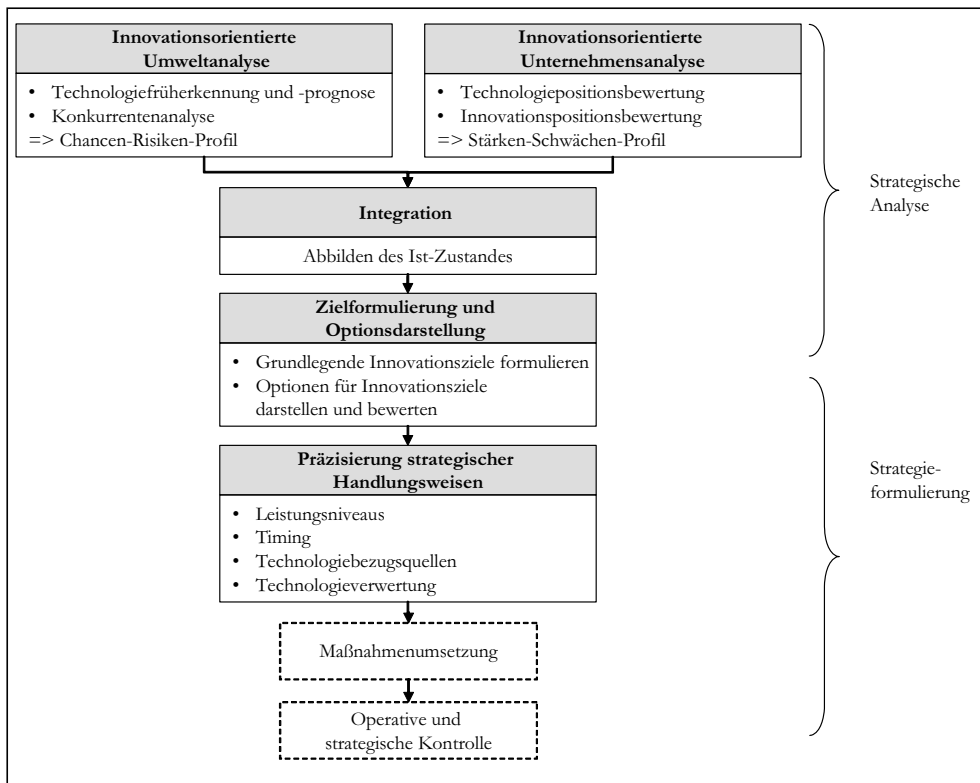 Innovationsorientierte
Umweltanalyse
• Technologiefrüherkennung und -prognose
• Konkurrentenanalyse
=> Chancen-Risiken-Profil
Innovationsorientierte
Unternehmensanalyse
• Technologiepositionsbewertung
• Innovationspositionsbewertung
=> Stärken-Schwächen-Profil
Strategische
Analyse
Integration
Abbilden des Ist-Zustandes
Zielformulierung und
Optionsdarstellung
• Grundlegende Innovationsziele formulieren
• Optionen für Innovationsziele
darstellen und bewerten
Präzisierung strategischer
Handlungsweisen
• Leistungsniveaus
• Timing
• Technologiebezugsquellen
• Technologieverwertung
Strategie-
formulierung
Maßnahmenumsetzung
Operative und
strategische Kontrolle